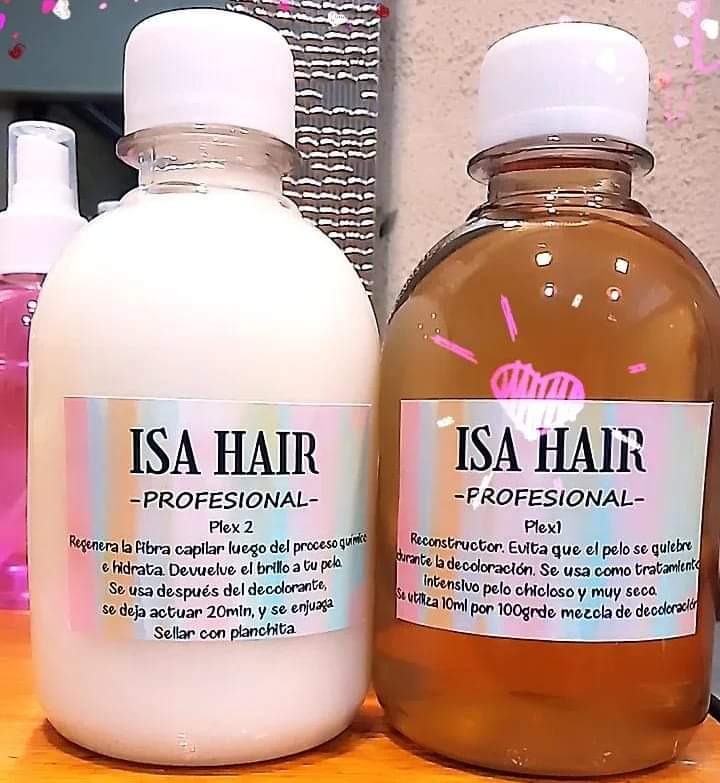 ISA HAIR
-PROFESIONAL-
Plex 2
Regenera la fibra capilar luego del proceso químico
e hidrata. Devuelve el brillo a tu pelo.
Se usa después del decolorante,
se deja actuar 20min, y se enjuaga.
Sellar con planchita.
ISA HAIR
-PROFESIONAL-
Plex1
Reconstructor. Evita que el pelo se quiebre
durante la decoloración. Se usa como tratamiento
intensivo pelo chicloso y muy seco.
Se utiliza 10ml por 100grde mezcla de decoloración